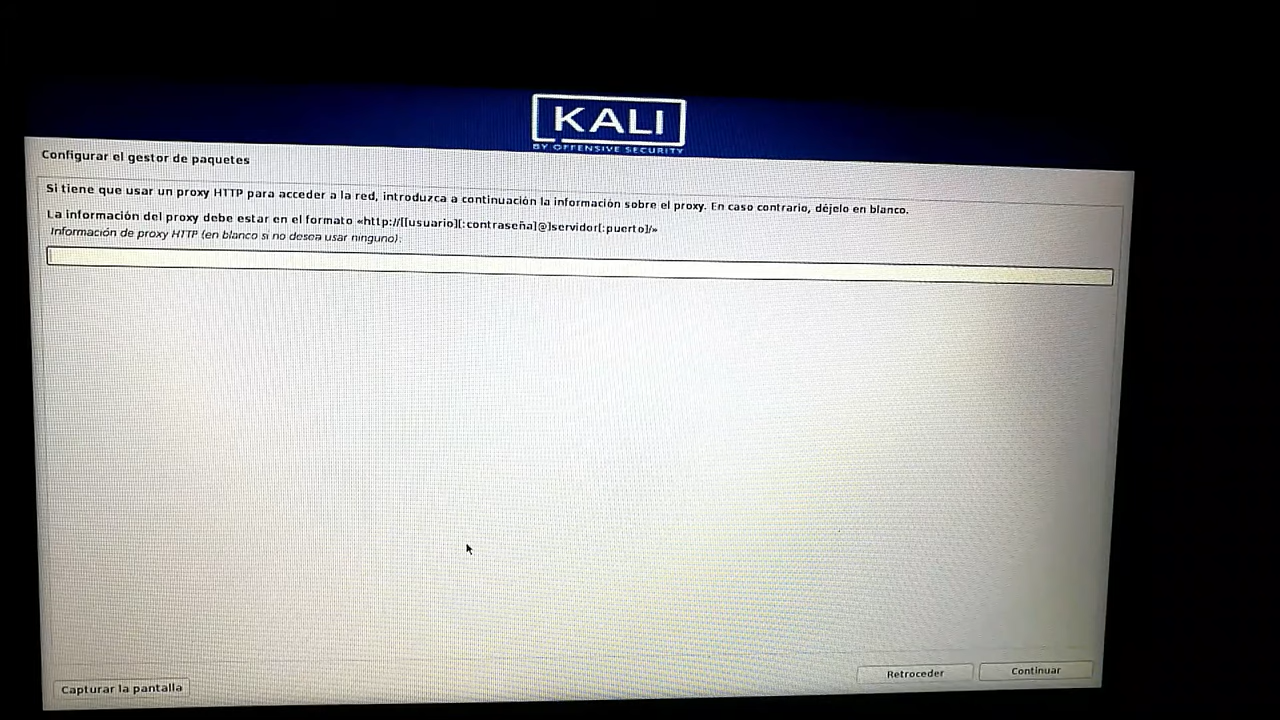 KALI
BY OFFENSIVE SECURITY
Configurar el gestor de paquetes
Si tiene que usar un proxy HTTP para acceder a la red, introduzca a continuación la información sobre el proxy. En caso contrario, déjelo en blanco.
La información del proxy debe estar en el formato «http://[[usuario][:contraseña]@]servidor[:puerto]/»
Información de proxy HTTP (en blanco si no desea usar ninguno):
Capturar la pantalla
Retroceder
Continuar